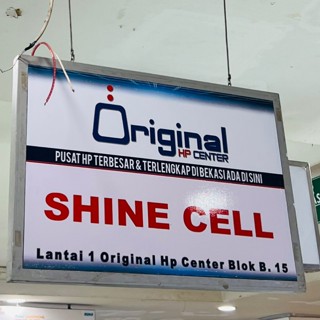 Original
HP CENTER
PUSAT HP TERBESAR & TERLENGKAP DI BEKASI ADA DI SINI
SHINE CELL
Lantai 1 Original Hp Center Blok B. 15